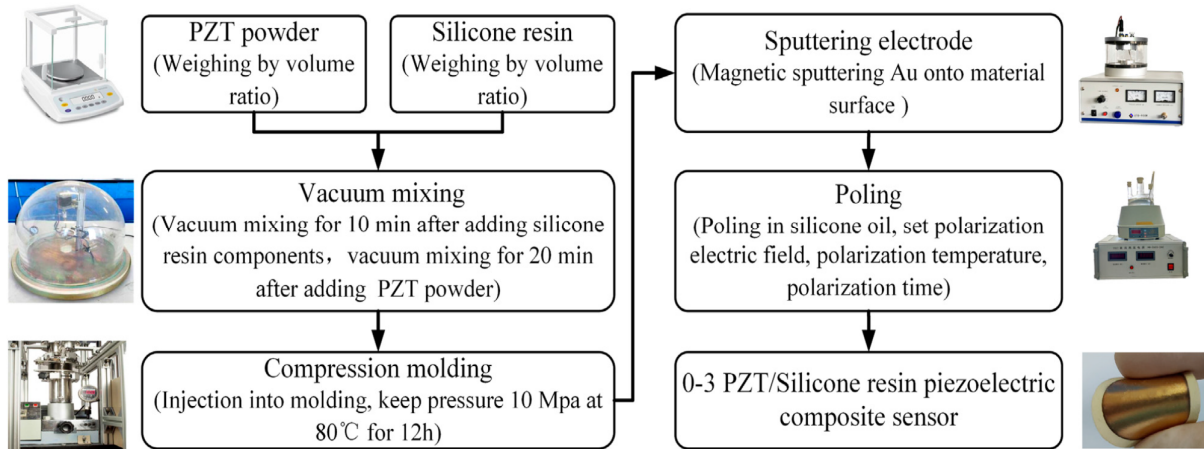 PZT powder
(Weighing by volume
ratio)
Silicone resin
(Weighing by volume
ratio)
Vacuum mixing
(Vacuum mixing for 10 min after adding silicone
resin components，vacuum mixing for 20 min
after adding PZT powder)
Compression molding
(Injection into molding, keep pressure 10 Mpa at
80℃ for 12h)
Sputtering electrode
(Magnetic sputtering Au onto material
surface )
Poling
(Poling in silicone oil, set polarization
electric field, polarization temperature,
polarization time)
0-3 PZT/Silicone resin piezoelectric
composite sensor